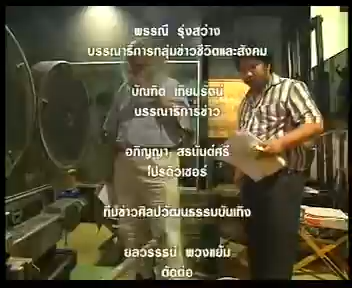 พรรณี รุ่งสว่าง
บรรณาธิการกลุ่มข่าวชีวิตและสังคม
บัณฑิต เทียนรัตน์
บรรณาธิการข่าว
อภิญญา สรนันต์ศรี
โปรดิวเซอร์
ทีมข่าวศิลปวัฒนธรรมบันเทิง
ยลวรรธน์ พวงแย้ม
ตัดต่อ